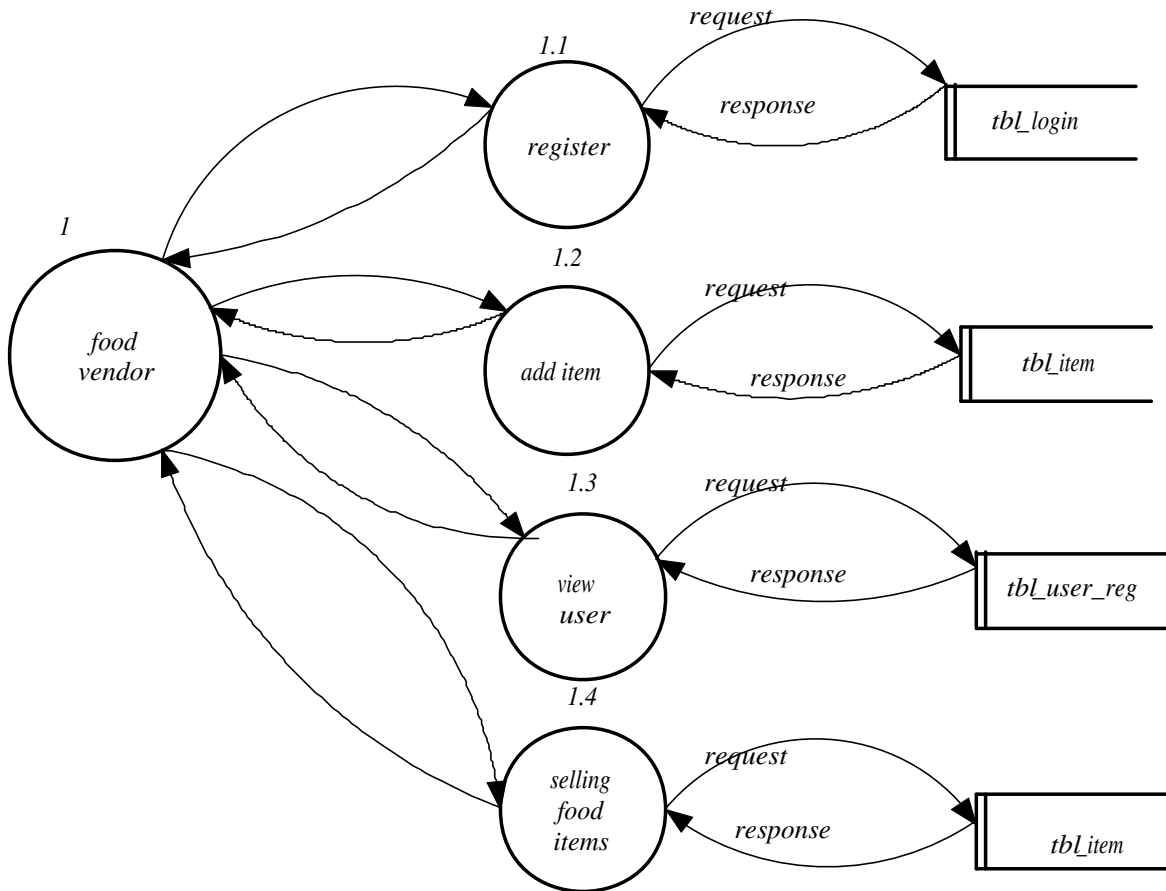 request
1.1
response
tbl_login
register
1
1.2
request
food
vendor
add item
response
tbl_item
1.3
request
view
user
response
tbl_user_reg
1.4
request
selling
food
items
response
tbl_item